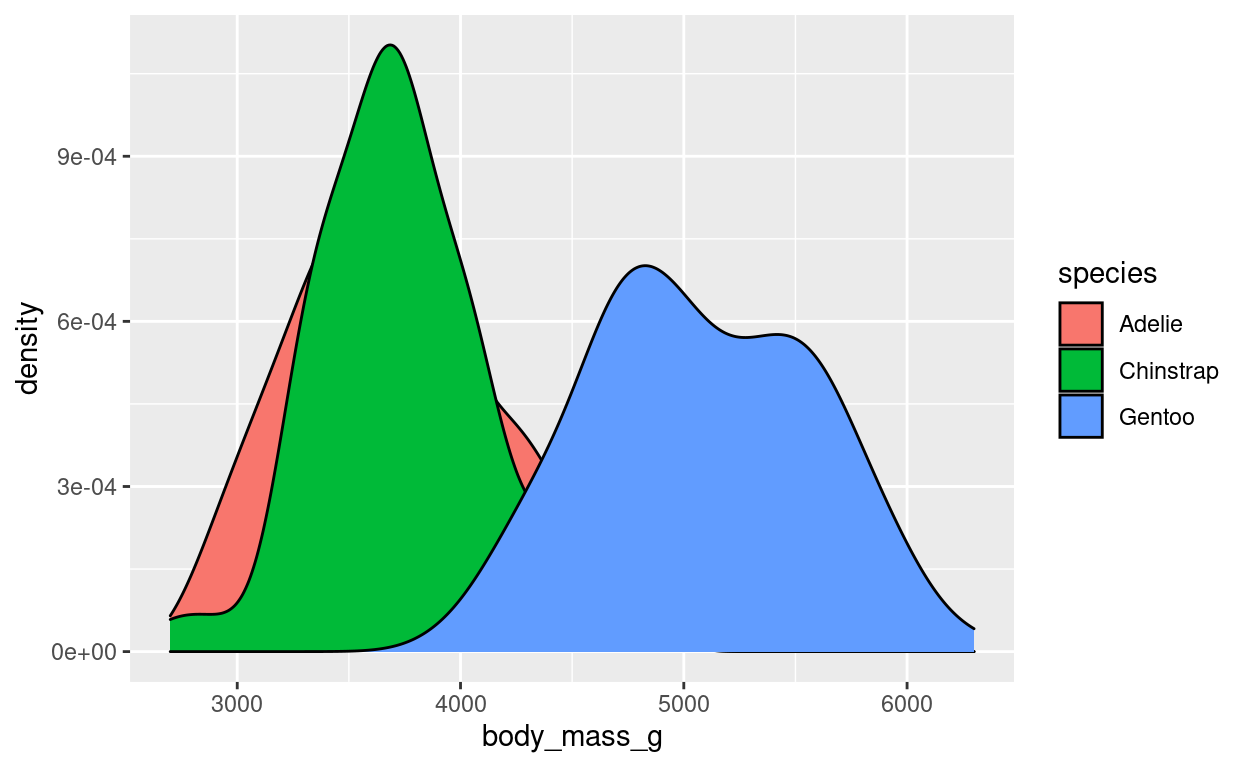 density
9e-04
6e-04
3e-04
0e+00
3000 4000 5000 6000
body_mass_g
species
Adelie
Chinstrap
Gentoo